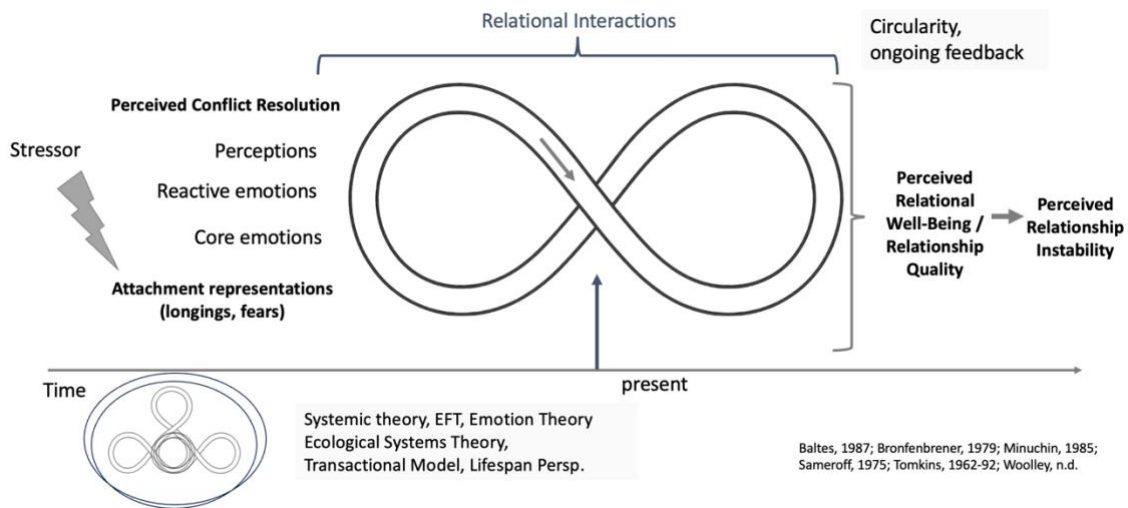 Relational Interactions
Circularity,
ongoing feedback
Perceived Conflict Resolution
Stressor
Perceptions
Reactive emotions
Core emotions
Attachment representations
(longings, fears)
Perceived
Relational
Well-Being /
Relationship
Quality
Perceived
Relationship
Instability
Time
present
Systemic theory, EFT, Emotion Theory
Ecological Systems Theory,
Transactional Model, Lifespan Persp.
Baltes, 1987; Bronfenbrener, 1979; Minuchin, 1985;
Sameroff, 1975; Tomkins, 1962-92; Woolley, n.d.